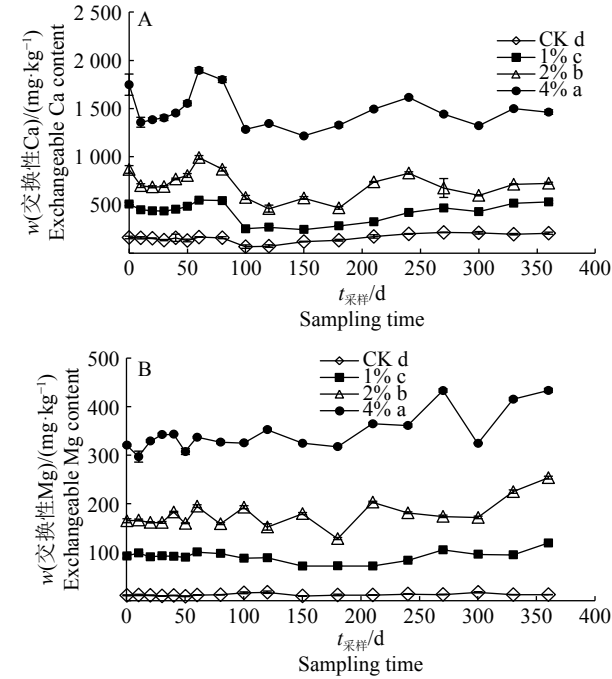 A
2 500
2 000
1 500
1 000
500
0
50
100
150
200
250
300
350
400
CK d
1% c
2% b
4% a
w(交换性Ca)/(mg·kg⁻¹)
Exchangeable Ca content
t采样/d
Sampling time
B
500
400
300
200
100
0
50
100
150
200
250
300
350
400
CK d
1% c
2% b
4% a
w(交换性Mg)/(mg·kg⁻¹)
Exchangeable Mg content
t采样/d
Sampling time